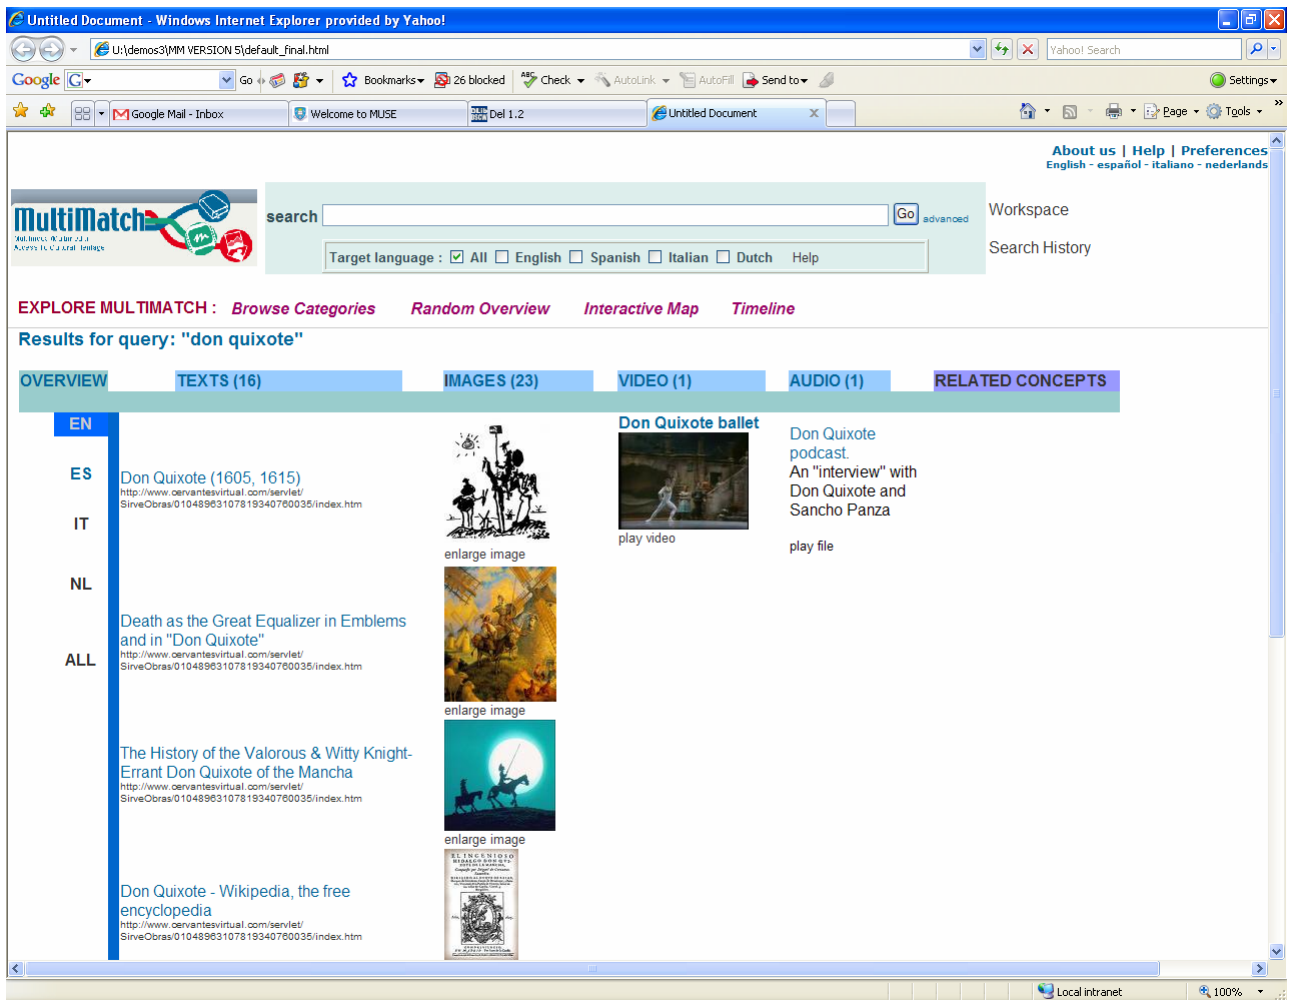 Untitled Document - Windows Internet Explorer provided by Yahoo!
U:\demos3\MM VERSION 5\default_final.html
Yahoo! Search
Google G Go Bookmarks 26 blocked Check AutoLink AutoFill Send to Settings
Google Mail - Inbox Welcome to MUSE Del 1.2 Untitled Document Page Tools
About us | Help | Preferences
English - español - italiano - nederlands
MultiMatch
search Go advanced
Workspace
Target language : All English Spanish Italian Dutch Help
Search History
EXPLORE MULTIMATCH : Browse Categories Random Overview Interactive Map Timeline
Results for query: "don quixote"
OVERVIEW TEXTS (16) IMAGES (23) VIDEO (1) AUDIO (1) RELATED CONCEPTS
EN
ES
IT
NL
ALL
Don Quixote (1605, 1615)
http://www.cervantesvirtual.com/servlet/
SirveObras/01048963107819340760035/index.htm
Death as the Great Equalizer in Emblems
and in "Don Quixote"
http://www.cervantesvirtual.com/servlet/
SirveObras/01048963107819340760035/index.htm
The History of the Valorous & Witty Knight-
Errant Don Quixote of the Mancha
http://www.cervantesvirtual.com/servlet/
SirveObras/01048963107819340760035/index.htm
Don Quixote - Wikipedia, the free
encyclopedia
http://www.cervantesvirtual.com/servlet/
SirveObras/01048963107819340760035/index.htm
enlarge image
enlarge image
enlarge image
EL INGENIOSO
HIDALGO DON QVI-
Don Quixote ballet
play video
Don Quixote
podcast.
An "interview" with
Don Quixote and
Sancho Panza
play file
Local intranet 100%